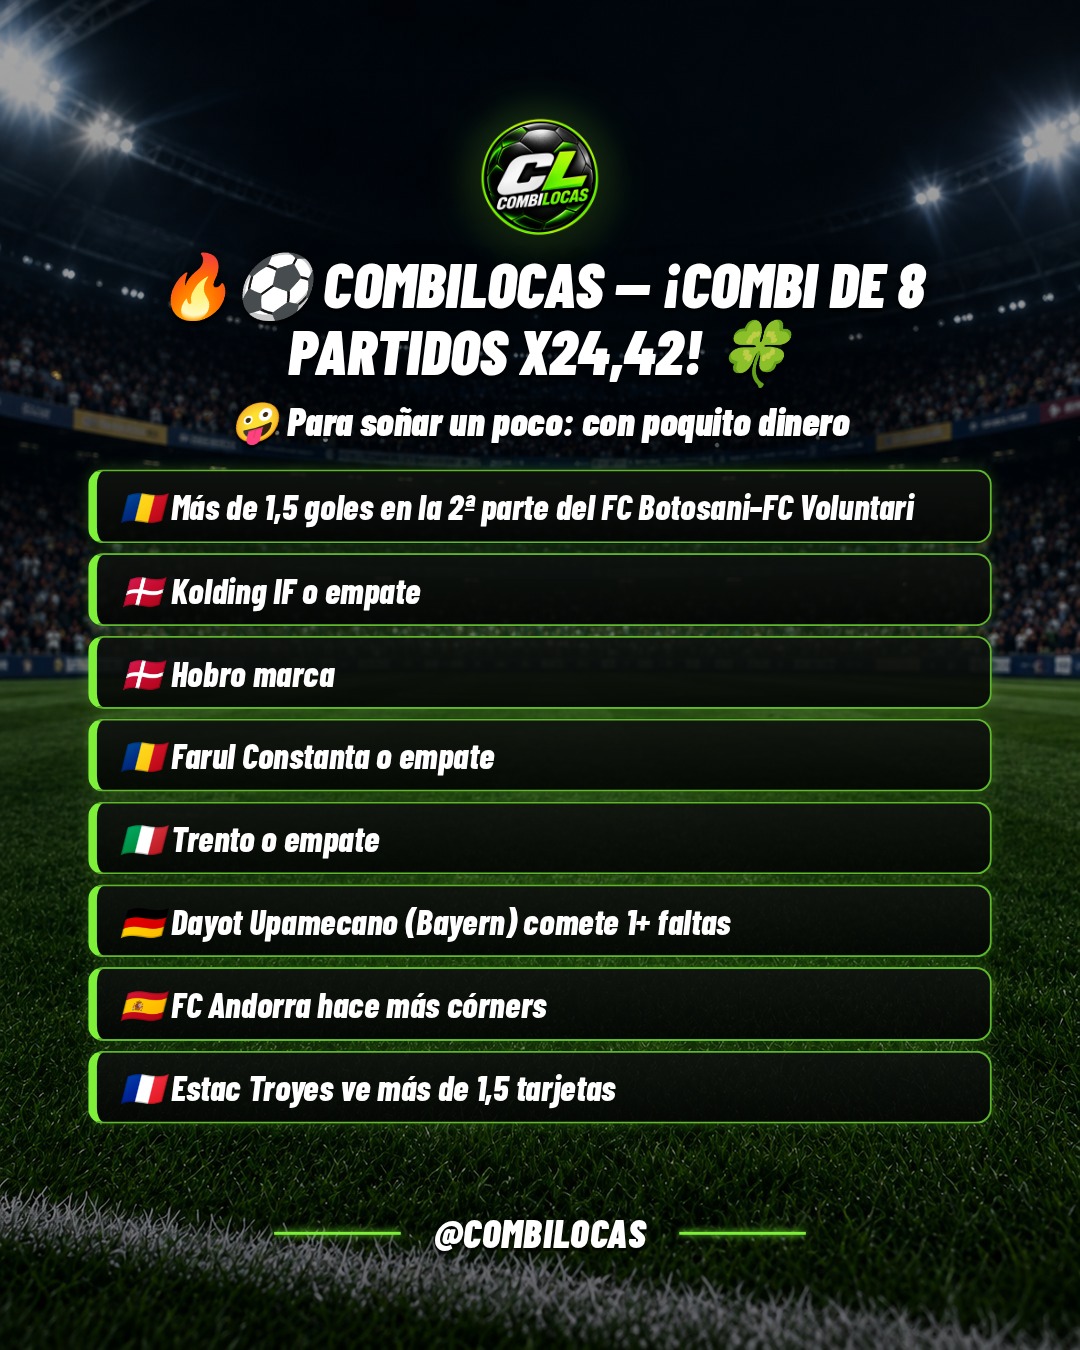 CL
COMBILOCAS
🔥⚽ COMBILOCAS – ¡COMBI DE 8
PARTIDOS X24,42! 🍀
🤪 Para soñar un poco: con poquito dinero
🇷🇴 Más de 1,5 goles en la 2ª parte del FC Botosani-FC Voluntari
🇩🇰 Kolding IF o empate
🇩🇰 Hobro marca
🇷🇴 Farul Constanta o empate
🇮🇹 Trento o empate
🇩🇪 Dayot Upamecano (Bayern) comete 1+ faltas
🇪🇸 FC Andorra hace más córners
🇫🇷 Estac Troyes ve más de 1,5 tarjetas
@COMBILOCAS